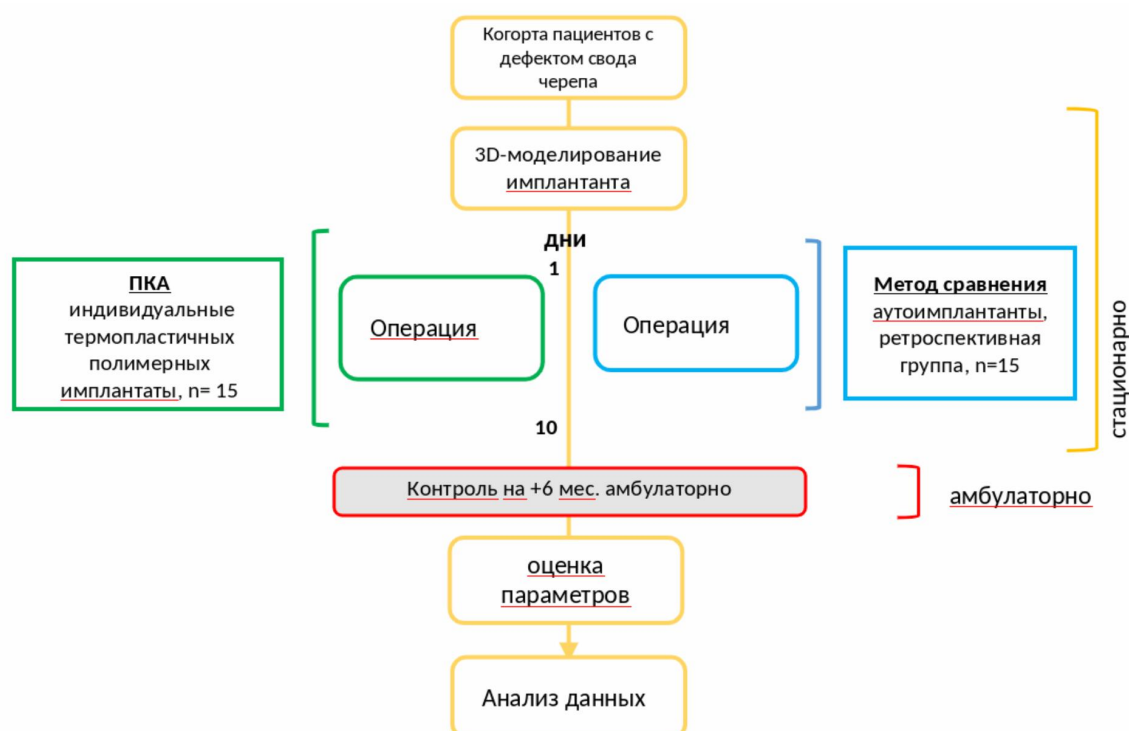 Когорта пациентов с
дефектом свода
черепа
3D-моделирование
имплантанта
дни
1
ПКА
индивидуальные
термопластичных
полимерных
имплантаты, n= 15
Операция
Операция
Метод сравнения
аутоимплантанты,
ретроспективная
группа, n=15
стационарно
10
Контроль на +6 мес. амбулаторно
амбулаторно
оценка
параметров
Анализ данных